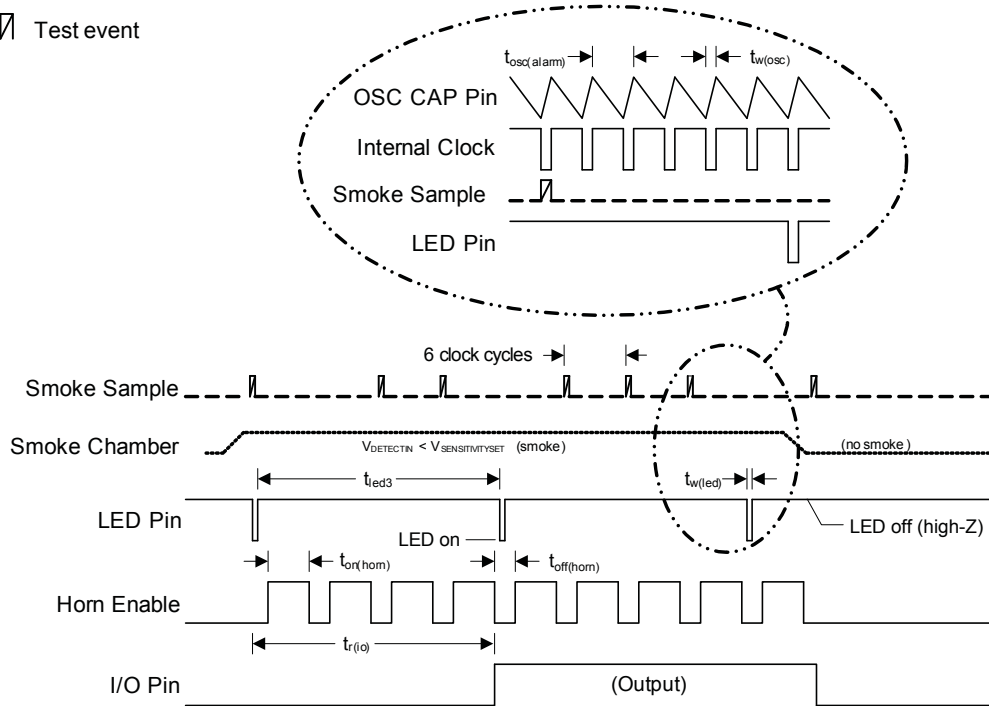 Test event
tosc(alarm)
tw(osc)
OSC CAP Pin
Internal Clock
Smoke Sample
LED Pin
6 clock cycles
Smoke Sample
Smoke Chamber
VDETECTIN < VSENSITIVITYSET (smoke)
(no smoke)
tled3
tw(led)
LED Pin
LED on
LED off (high-Z)
ton(horn)
toff(horn)
Horn Enable
tr(io)
I/O Pin
(Output)